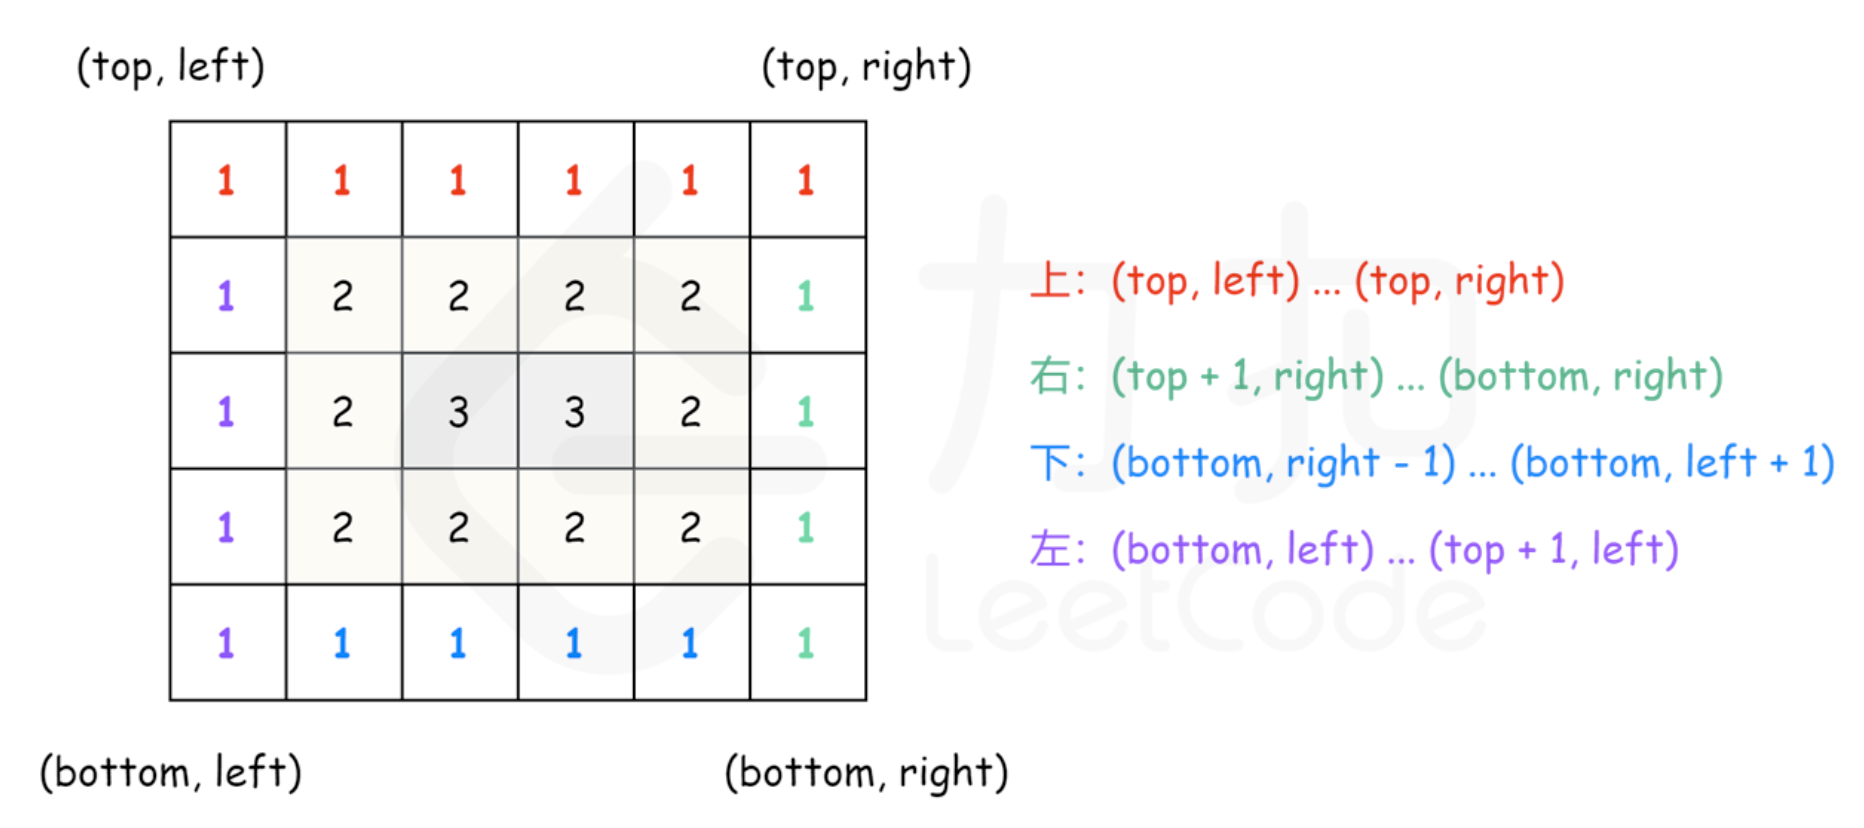 (top, left) (top, right)
1 1 1 1 1 1
1 2 2 2 2 1
1 2 3 3 2 1
1 2 2 2 2 1
1 1 1 1 1 1
(bottom, left) (bottom, right)
上：(top, left) ... (top, right)
右：(top + 1, right) ... (bottom, right)
下：(bottom, right - 1) ... (bottom, left + 1)
左：(bottom, left) ... (top + 1, left)
力扣
LeetCode